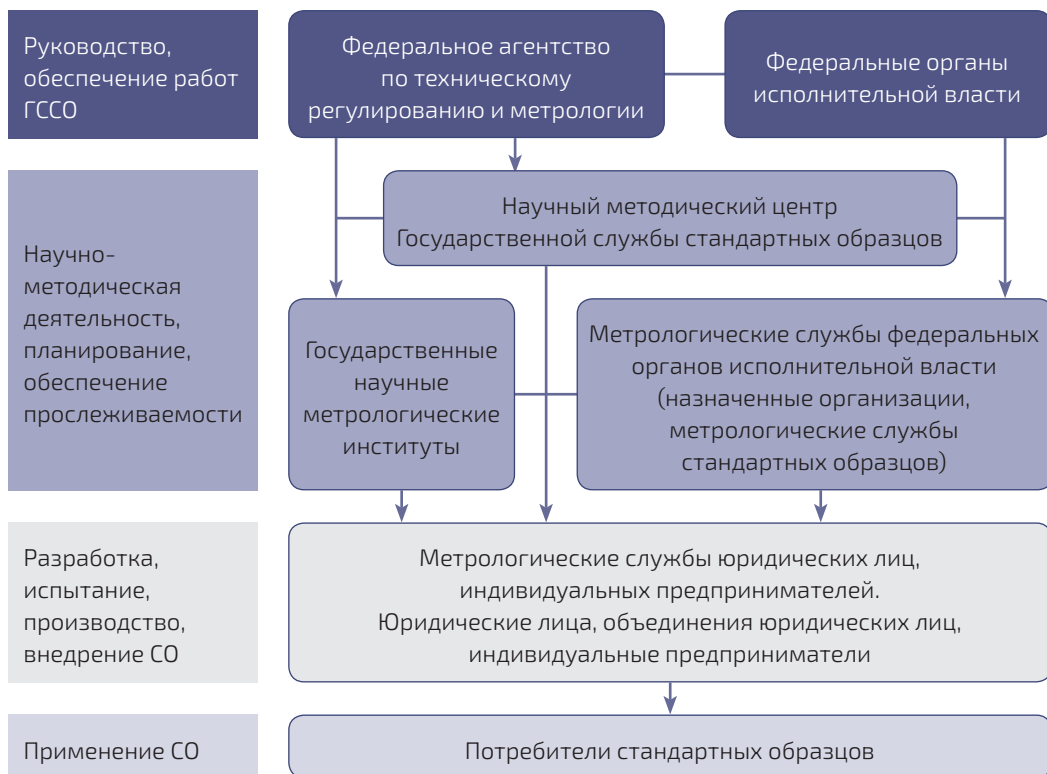 Руководство,
обеспечение работ
ГССО
Федеральное агентство
по техническому
регулированию и метрологии
Федеральные органы
исполнительной власти
Научно-
методическая
деятельность,
планирование,
обеспечение
прослеживаемости
Научный методический центр
Государственной службы стандартных образцов
Государственные
научные
метрологические
институты
Метрологические службы федеральных
органов исполнительной власти
(назначенные организации,
метрологические службы
стандартных образцов)
Разработка,
испытание,
производство,
внедрение СО
Метрологические службы юридических лиц,
индивидуальных предпринимателей.
Юридические лица, объединения юридических лиц,
индивидуальные предприниматели
Применение СО
Потребители стандартных образцов